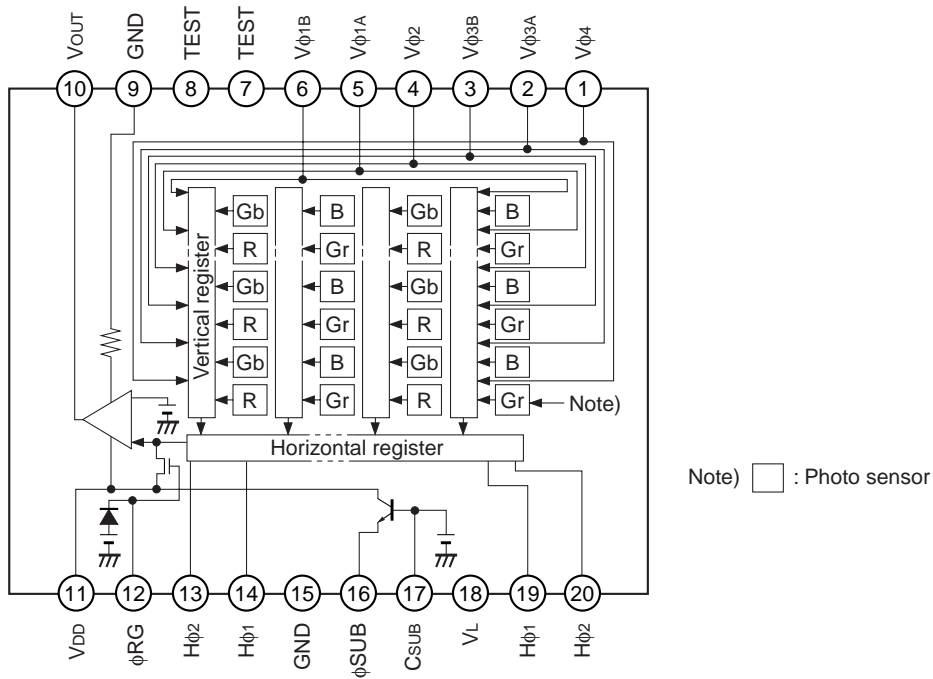 VOUT GND TEST TEST Vϕ1B Vϕ1A Vϕ2 Vϕ3B Vϕ3A Vϕ4
10 9 8 7 6 5 4 3 2 1
Vertical register
Gb B Gb B
R Gr R Gr
Gb B Gb B
R Gr R Gr
Gb B Gb B
R Gr R Gr Note)
Horizontal register
Note) : Photo sensor
11 12 13 14 15 16 17 18 19 20
VDD ϕRG Hϕ2 Hϕ1 GND ϕSUB CSUB VL Hϕ1 Hϕ2